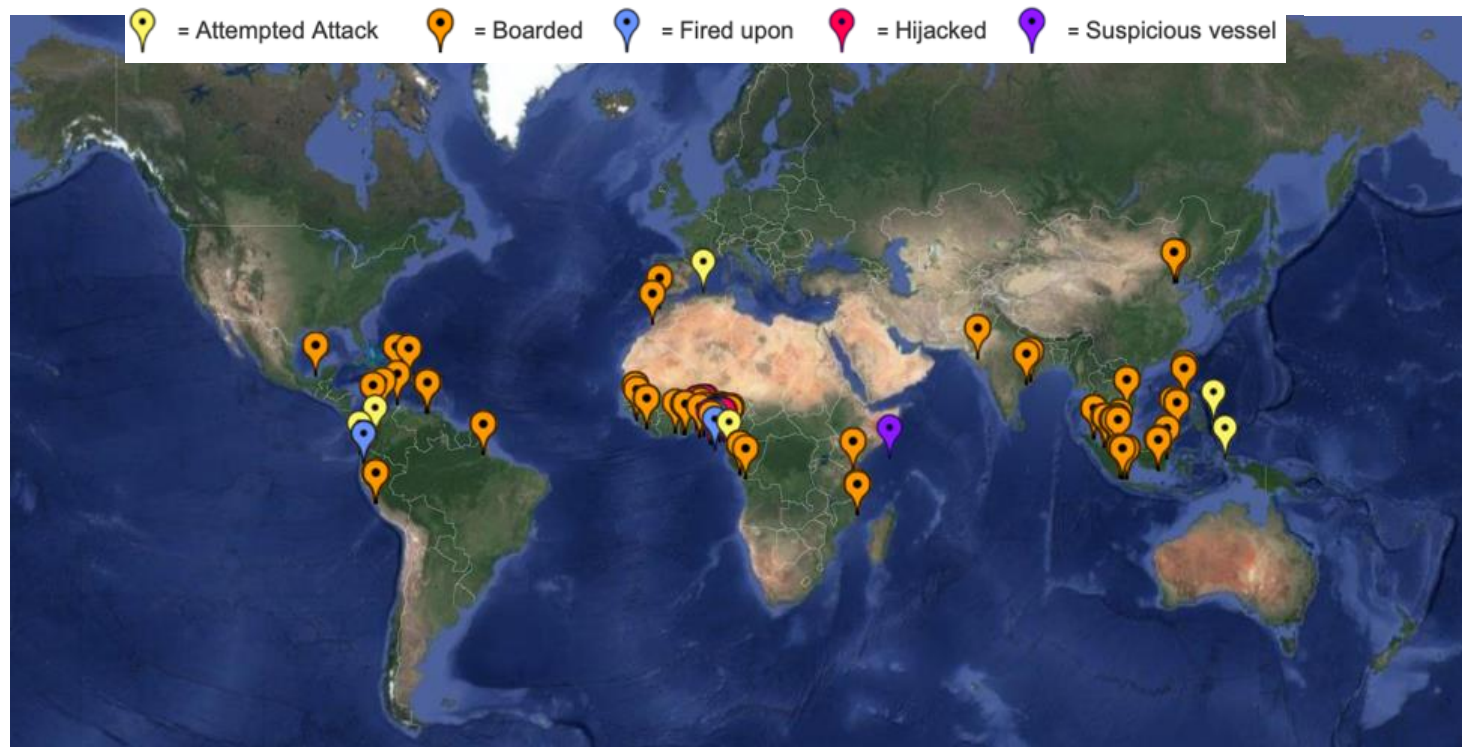 = Attempted Attack = Boarded = Fired upon = Hijacked = Suspicious vessel